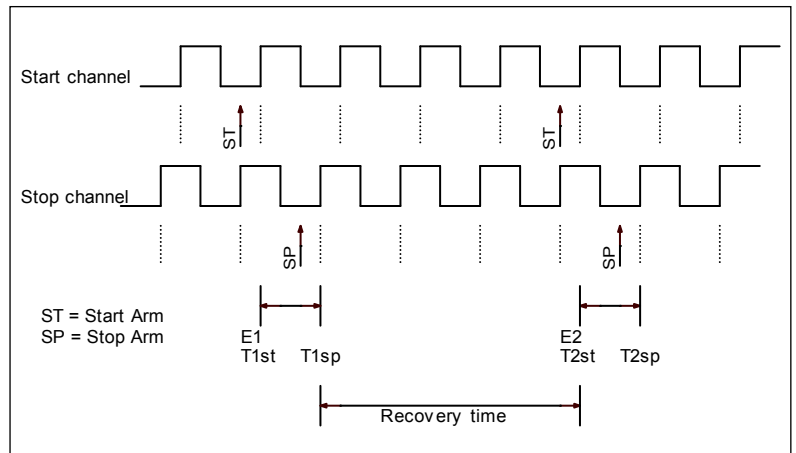 Start channel
ST
ST
Stop channel
SP
SP
ST = Start Arm
SP = Stop Arm
E1
T1st T1sp
E2
T2st T2sp
Recovery time